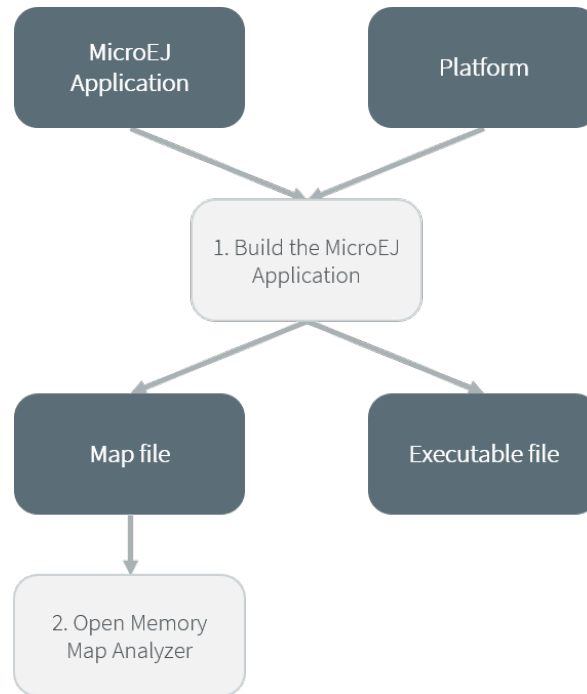 MicroEJ
Application
Platform
1. Build the MicroEJ
Application
Map file
Executable file
2. Open Memory
Map Analyzer